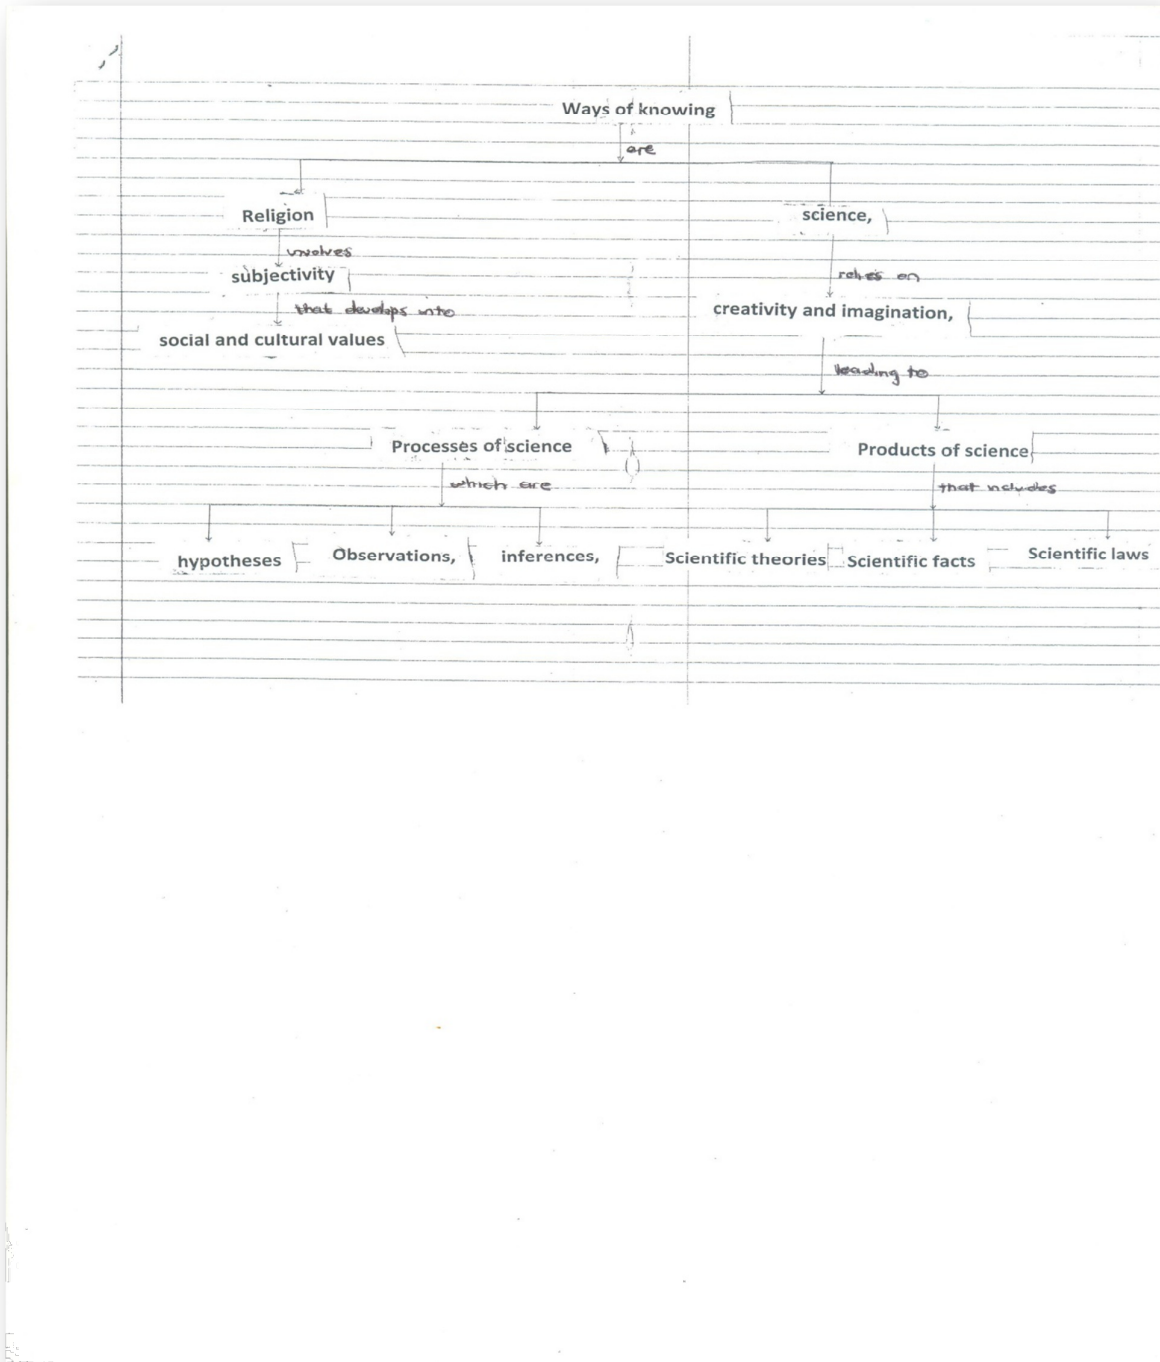 Ways of knowing
are
Religion
science,
involves
relies on
subjectivity
that develops into
creativity and imagination,
social and cultural values
leading to
Processes of science
Products of science
which are
that includes
hypotheses
Observations,
inferences,
Scientific theories
Scientific facts
Scientific laws